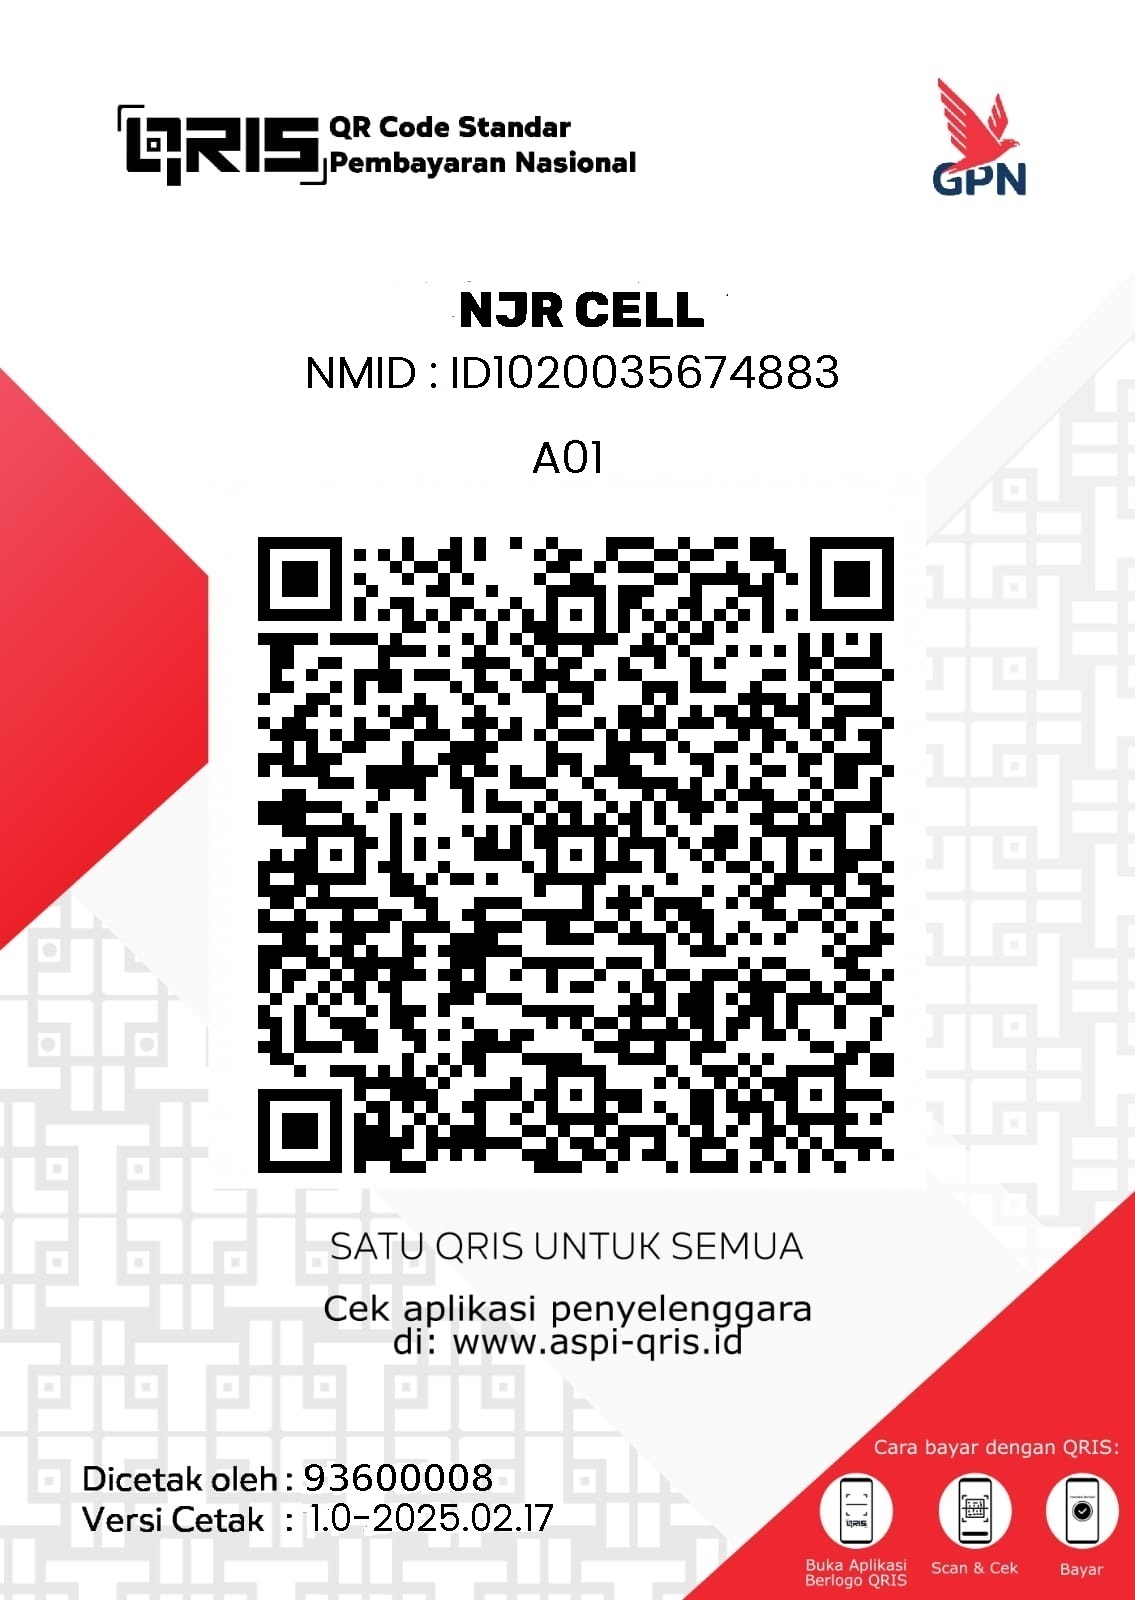 QRIS QR Code Standar
Pembayaran Nasional
GPN
NJR CELL
NMID : ID1020035674883
A01
SATU QRIS UNTUK SEMUA
Cek aplikasi penyelenggara
di: www.aspi-qris.id
Dicetak oleh : 93600008
Versi Cetak : 1.0-2025.02.17
Cara bayar dengan QRIS:
Buka Aplikasi
Berlogo QRIS
Scan & Cek
Bayar